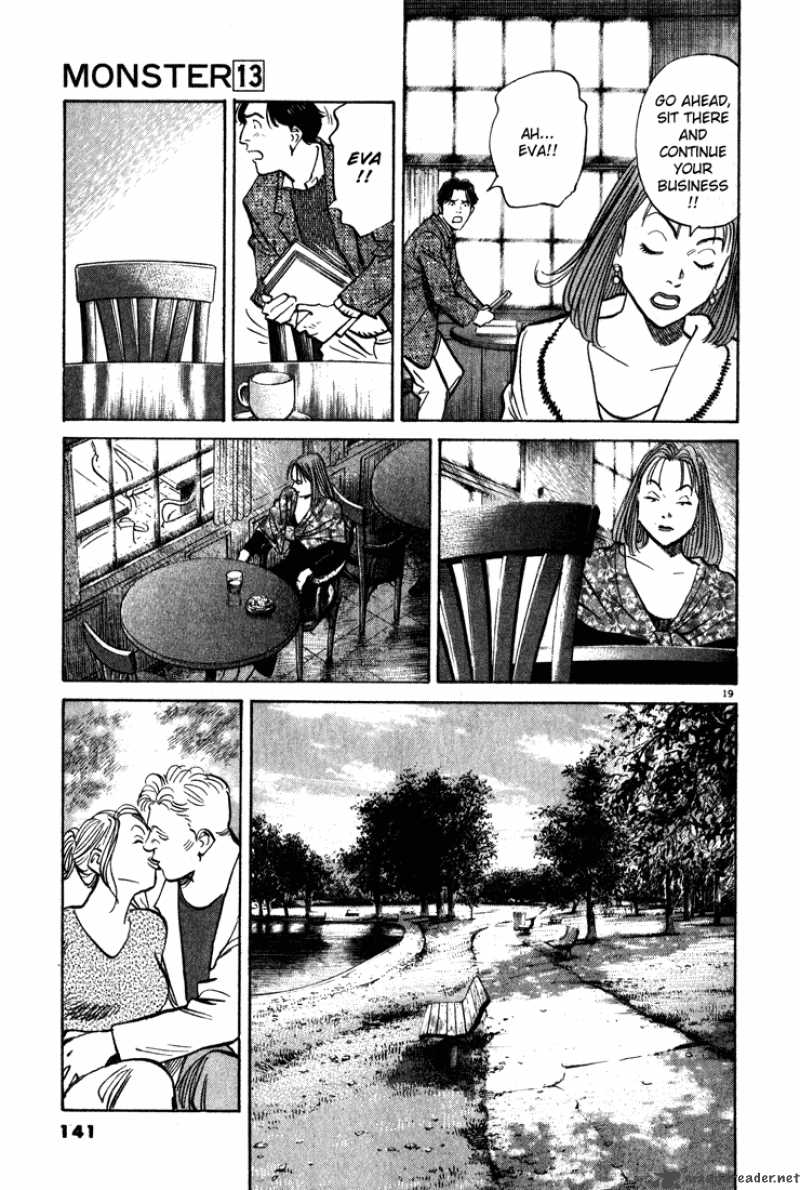 MONSTER 13
GO AHEAD,
SIT THERE
AND
CONTINUE
YOUR
BUSINESS
!!
AH...
EVA!!
EVA
!!
19
141